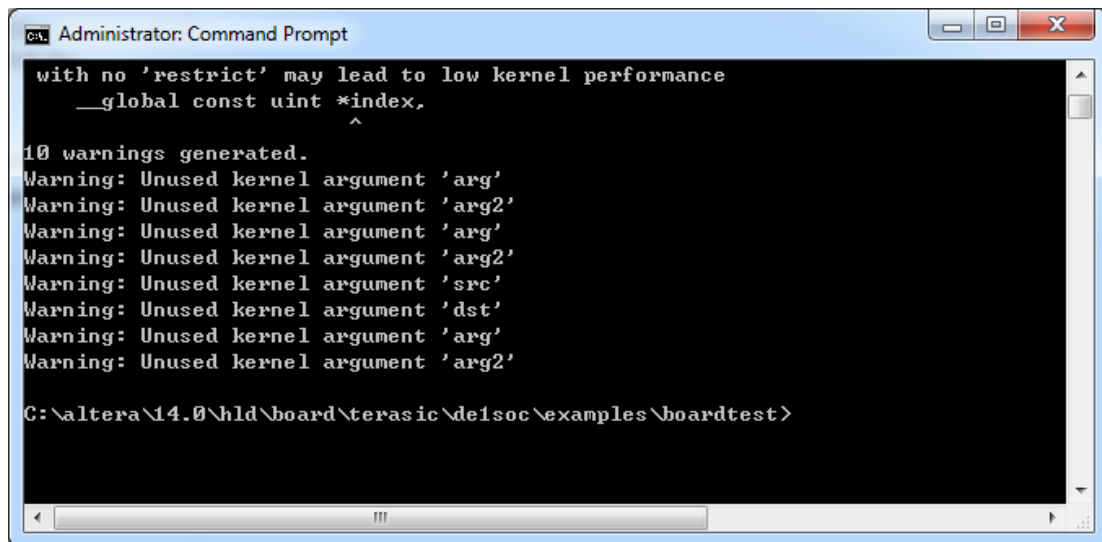 Administrator: Command Prompt
with no 'restrict' may lead to low kernel performance
__global const uint *index,
^
10 warnings generated.
Warning: Unused kernel argument 'arg'
Warning: Unused kernel argument 'arg2'
Warning: Unused kernel argument 'arg'
Warning: Unused kernel argument 'arg2'
Warning: Unused kernel argument 'src'
Warning: Unused kernel argument 'dst'
Warning: Unused kernel argument 'arg'
Warning: Unused kernel argument 'arg2'
C:\altera\14.0\hld\board\terasic\de1soc\examples\boardtest>